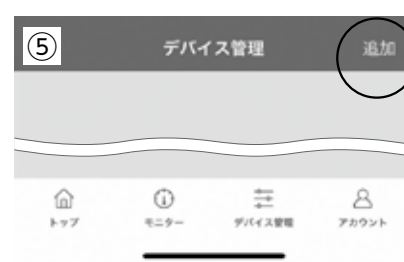 ⑤
デバイス管理
追加
トップ
モニター
デバイス管理
アカウント